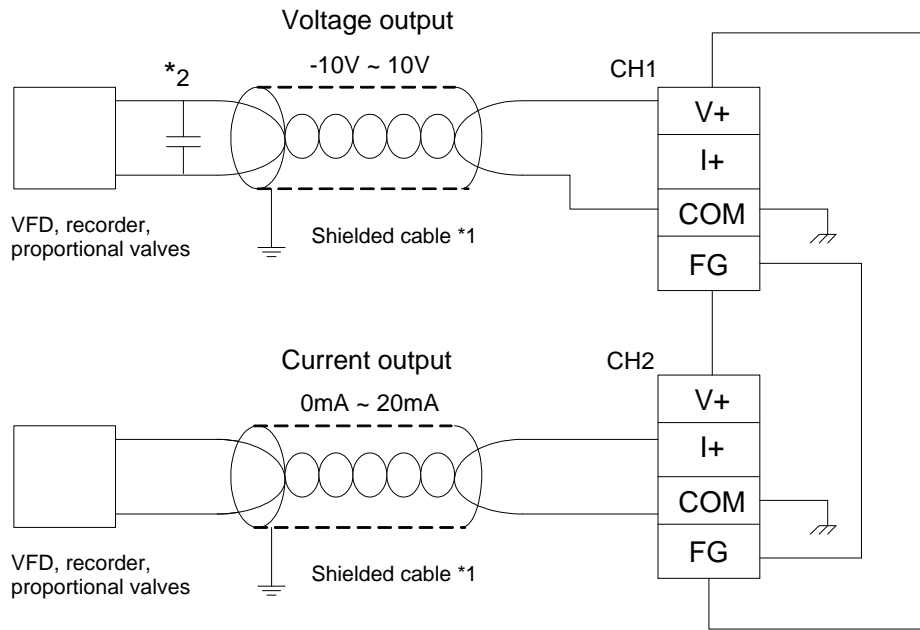 Voltage output
-10V ~ 10V
*2
CH1
V+
I+
COM
FG
VFD, recorder,
proportional valves
Shielded cable *1
Current output
0mA ~ 20mA
CH2
V+
I+
COM
FG
VFD, recorder,
proportional valves
Shielded cable *1